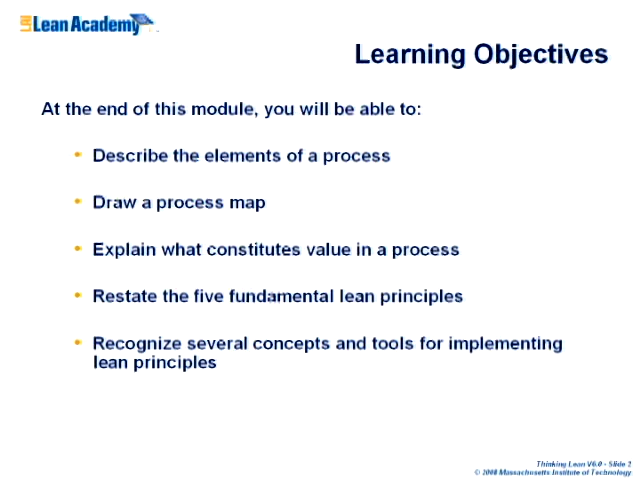 LAI Lean Academy
Learning Objectives
At the end of this module, you will be able to:
• Describe the elements of a process
• Draw a process map
• Explain what constitutes value in a process
• Restate the five fundamental lean principles
• Recognize several concepts and tools for implementing
lean principles
Thinking Lean V6.0 - Slide 2
© 2008 Massachusetts Institute of Technology